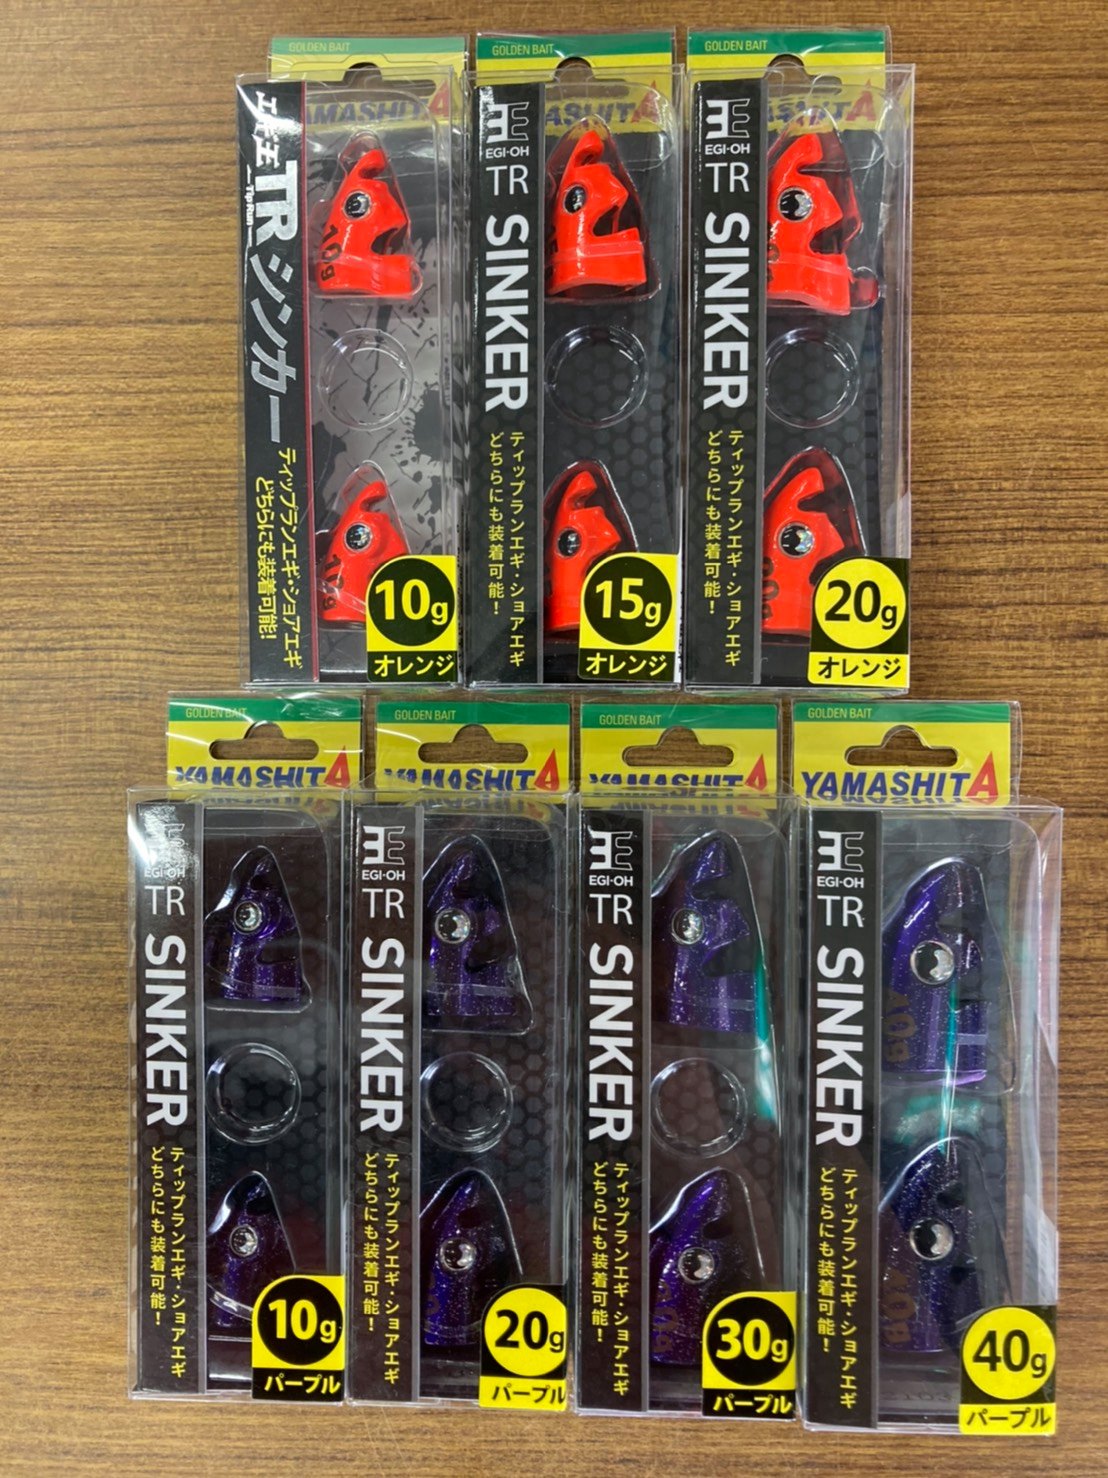 GOLDEN BAIT
YAMASHITA
エギ王 TR シンカー
Tip Run
ティップランエギ・ショアエギ
どちらにも装着可能!
10g
10g
10g
オレンジ
GOLDEN BAIT
YAMASHITA
EGI-OH
TR
SINKER
ティップランエギ・ショアエギ
どちらにも装着可能!
15g
オレンジ
GOLDEN BAIT
YAMASHITA
EGI-OH
TR
SINKER
ティップランエギ・ショアエギ
どちらにも装着可能!
20g
オレンジ
GOLDEN BAIT
YAMASHITA
EGI-OH
TR
SINKER
ティップランエギ・ショアエギ
どちらにも装着可能!
10g
パープル
GOLDEN BAIT
YAMASHITA
EGI-OH
TR
SINKER
ティップランエギ・ショアエギ
どちらにも装着可能!
20g
パープル
GOLDEN BAIT
YAMASHITA
EGI-OH
TR
SINKER
ティップランエギ・ショアエギ
どちらにも装着可能!
30g
パープル
GOLDEN BAIT
YAMASHITA
EGI-OH
TR
SINKER
ティップランエギ・ショアエギ
どちらにも装着可能!
40g
40g
40g
パープル